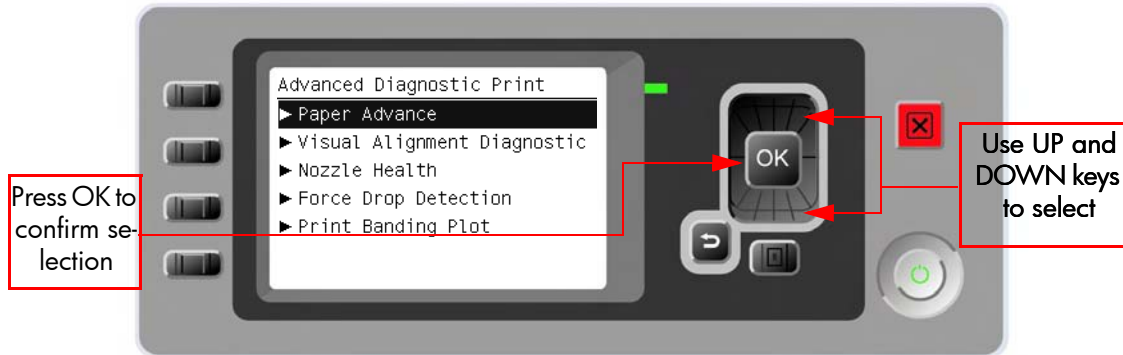 Advanced Diagnostic Print
Paper Advance
Visual Alignment Diagnostic
Nozzle Health
Force Drop Detection
Print Banding Plot
OK
Press OK to
confirm se-
lection
Use UP and
DOWN keys
to select